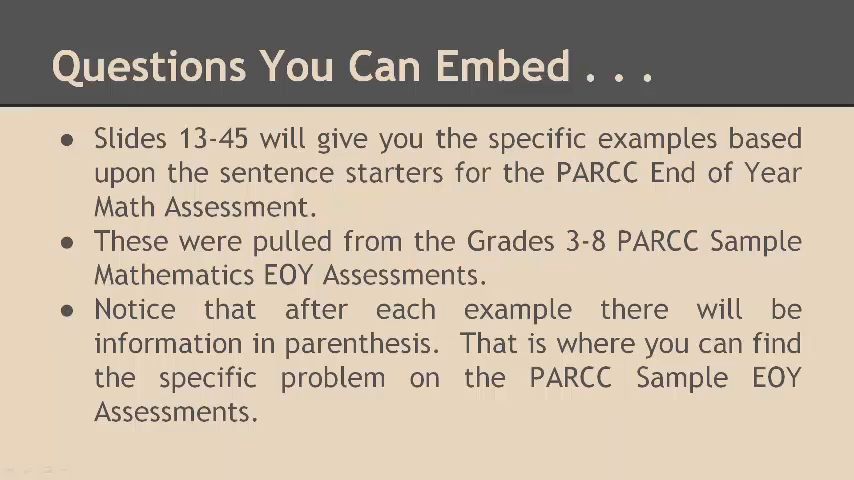 Questions You Can Embed . . .
● Slides 13-45 will give you the specific examples based
upon the sentence starters for the PARCC End of Year
Math Assessment.
● These were pulled from the Grades 3-8 PARCC Sample
Mathematics EOY Assessments.
● Notice that after each example there will be
information in parenthesis. That is where you can find
the specific problem on the PARCC Sample EOY
Assessments.